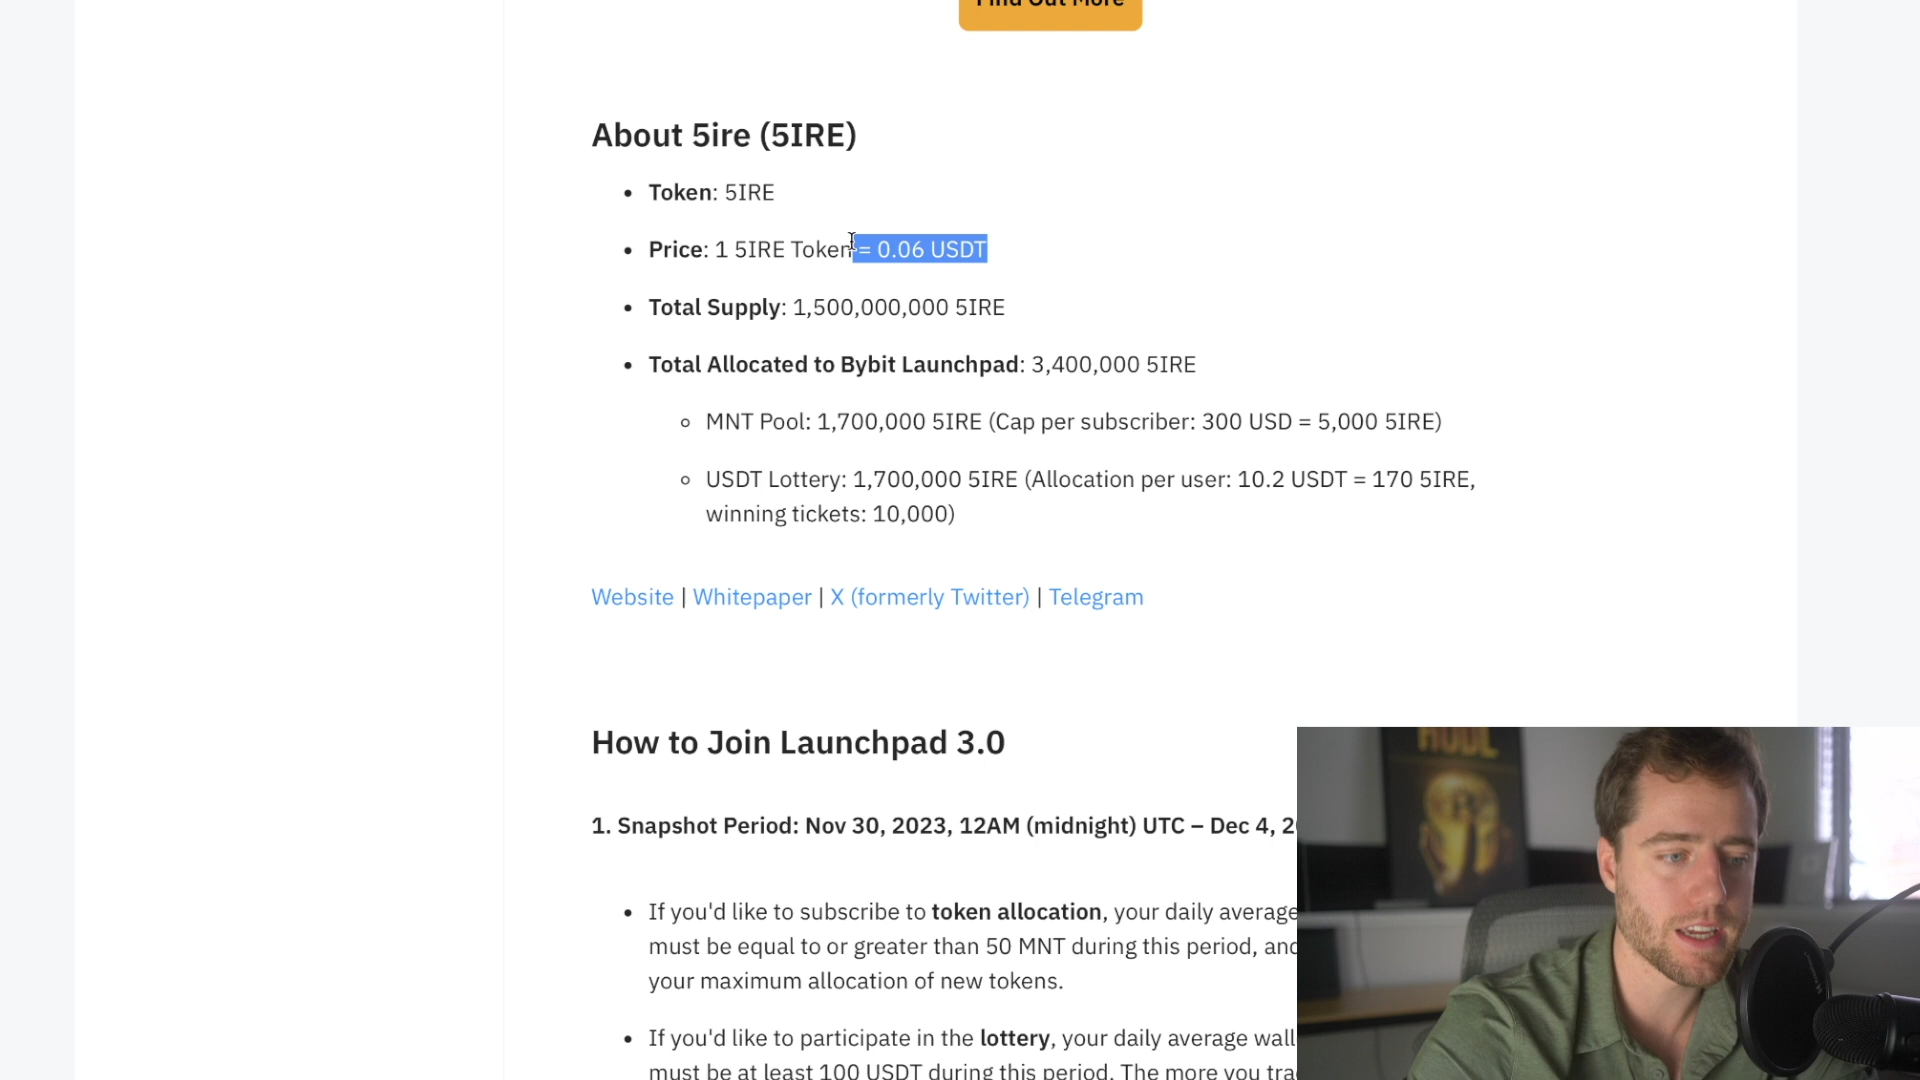 Find Out More
About 5ire (5IRE)
• Token: 5IRE
• Price: 1 5IRE Token = 0.06 USDT
• Total Supply: 1,500,000,000 5IRE
• Total Allocated to Bybit Launchpad: 3,400,000 5IRE
◦ MNT Pool: 1,700,000 5IRE (Cap per subscriber: 300 USD = 5,000 5IRE)
◦ USDT Lottery: 1,700,000 5IRE (Allocation per user: 10.2 USDT = 170 5IRE,
winning tickets: 10,000)
Website | Whitepaper | X (formerly Twitter) | Telegram
How to Join Launchpad 3.0
1. Snapshot Period: Nov 30, 2023, 12AM (midnight) UTC – Dec 4, 2
• If you'd like to subscribe to token allocation, your daily average
must be equal to or greater than 50 MNT during this period, and
your maximum allocation of new tokens.
• If you'd like to participate in the lottery, your daily average wall
must be at least 100 USDT during this period. The more you tra
HODL